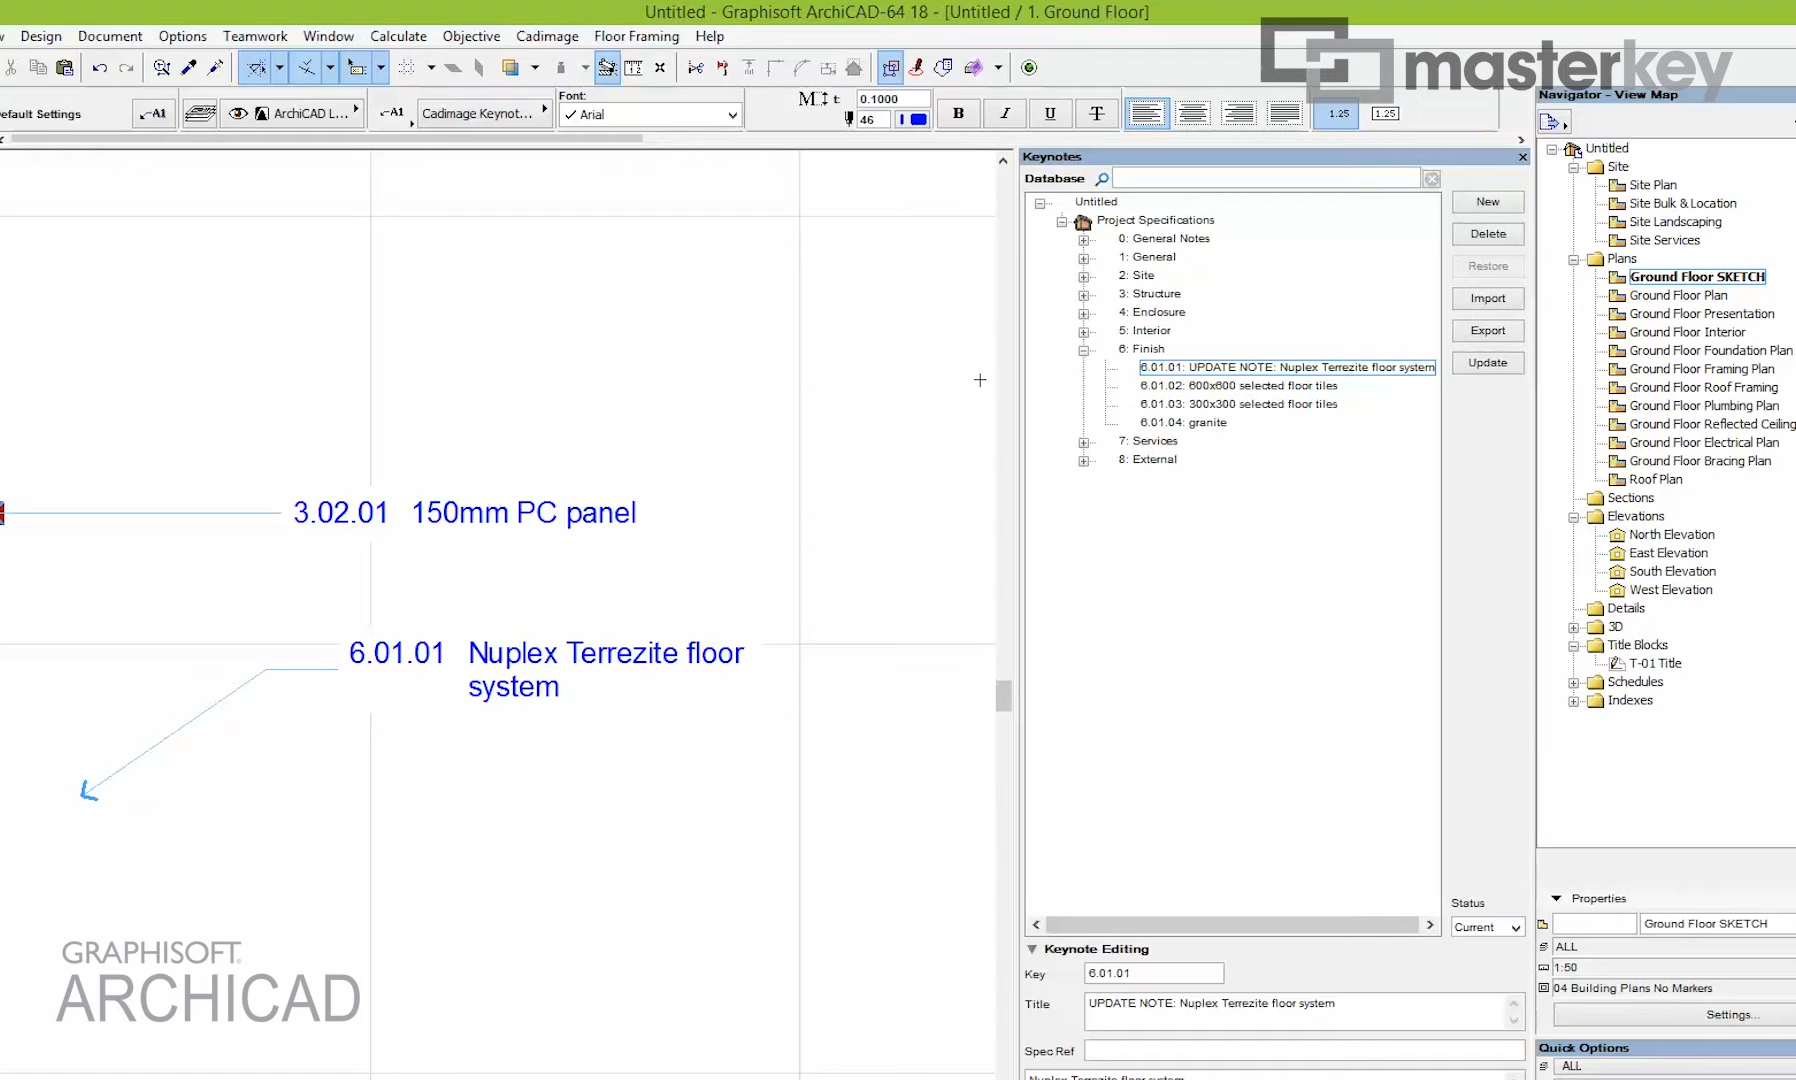 Untitled - Graphisoft ArchiCAD-64 18 - [Untitled / 1. Ground Floor]
Design Document Options Teamwork Window Calculate Objective Cadimage Floor Framing Help
masterkey
Default Settings
A1
ArchiCAD L...
A1
Cadimage Keynot...
Font:
Arial
M t:
0.1000
46
B I U T
1.25
1.25
Keynotes
Database
Untitled
Project Specifications
0: General Notes
1: General
2: Site
3: Structure
4: Enclosure
5: Interior
6: Finish
6.01.01: UPDATE NOTE: Nuplex Terrezite floor system
6.01.02: 600x600 selected floor tiles
6.01.03: 300x300 selected floor tiles
6.01.04: granite
7: Services
8: External
New
Delete
Restore
Import
Export
Update
Status
Current
Keynote Editing
Key
6.01.01
Title
UPDATE NOTE: Nuplex Terrezite floor system
Spec Ref
Nuplex Terrezite floor system
3.02.01 150mm PC panel
6.01.01 Nuplex Terrezite floor
system
GRAPHISOFT
ARCHICAD
Navigator - View Map
Untitled
Site
Site Plan
Site Bulk & Location
Site Landscaping
Site Services
Plans
Ground Floor SKETCH
Ground Floor Plan
Ground Floor Presentation
Ground Floor Interior
Ground Floor Foundation Plan
Ground Floor Framing Plan
Ground Floor Roof Framing
Ground Floor Plumbing Plan
Ground Floor Reflected Ceiling
Ground Floor Electrical Plan
Ground Floor Bracing Plan
Roof Plan
Sections
Elevations
North Elevation
East Elevation
South Elevation
West Elevation
Details
3D
Title Blocks
T-01 Title
Schedules
Indexes
Properties
Ground Floor SKETCH
ALL
1:50
04 Building Plans No Markers
Settings...
Quick Options
ALL